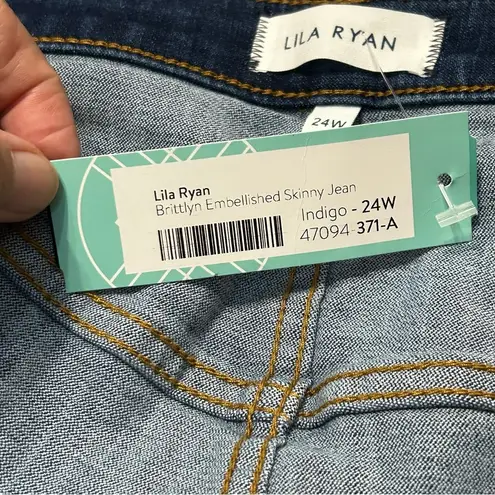 LILA RYAN
24W
Lila Ryan
Brittlyn Embellished Skinny Jean
Indigo - 24W
47094-371-A